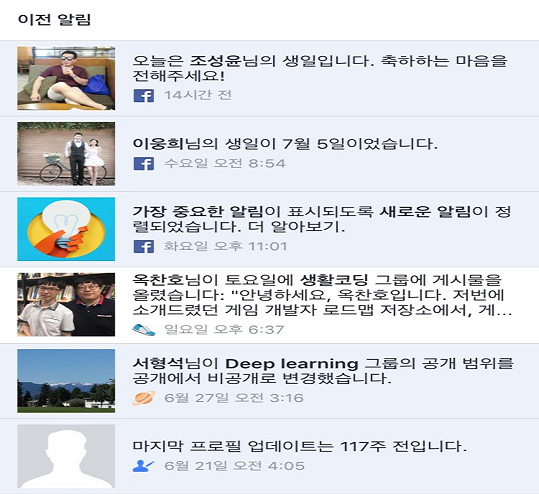 이전 알림
오늘은 조성윤님의 생일입니다. 축하하는 마음을
전해주세요!
14시간 전
이웅희님의 생일이 7월 5일이었습니다.
수요일 오전 8:54
가장 중요한 알림이 표시되도록 새로운 알림이 정
렬되었습니다. 더 알아보기.
화요일 오후 11:01
옥찬호님이 토요일에 생활코딩 그룹에 게시물을
올렸습니다: "안녕하세요, 옥찬호입니다. 저번에
소개드렸던 게임 개발자 로드맵 저장소에서, 게...
일요일 오후 6:37
서형석님이 Deep learning 그룹의 공개 범위를
공개에서 비공개로 변경했습니다.
6월 27일 오전 3:16
마지막 프로필 업데이트는 117주 전입니다.
6월 21일 오전 4:05